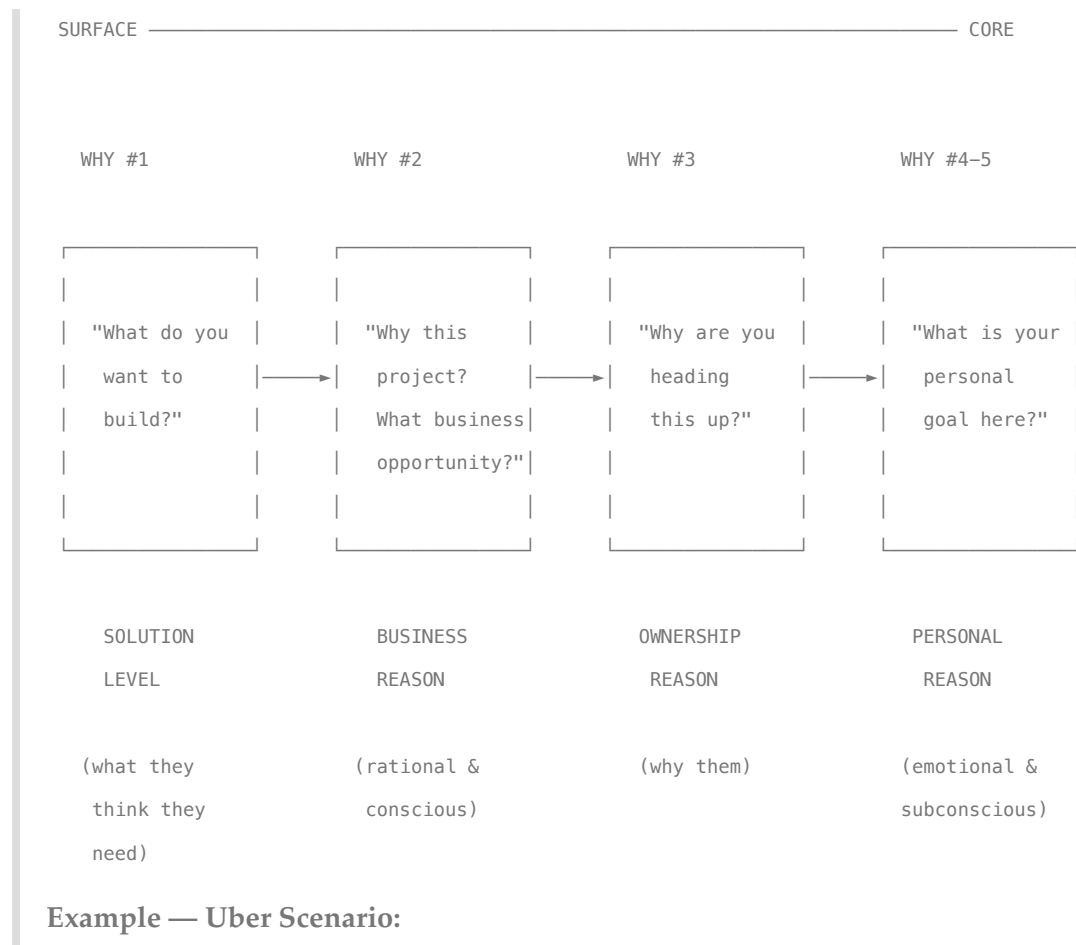 SURFACE CORE
WHY #1 WHY #2 WHY #3 WHY #4–5
"What do you "Why this "Why are you "What is your
want to project? heading personal
build?" What business this up?" goal here?"
opportunity?"
SOLUTION BUSINESS OWNERSHIP PERSONAL
LEVEL REASON REASON REASON
(what they (rational & (why them) (emotional &
think they conscious) subconscious)
need)
Example — Uber Scenario: